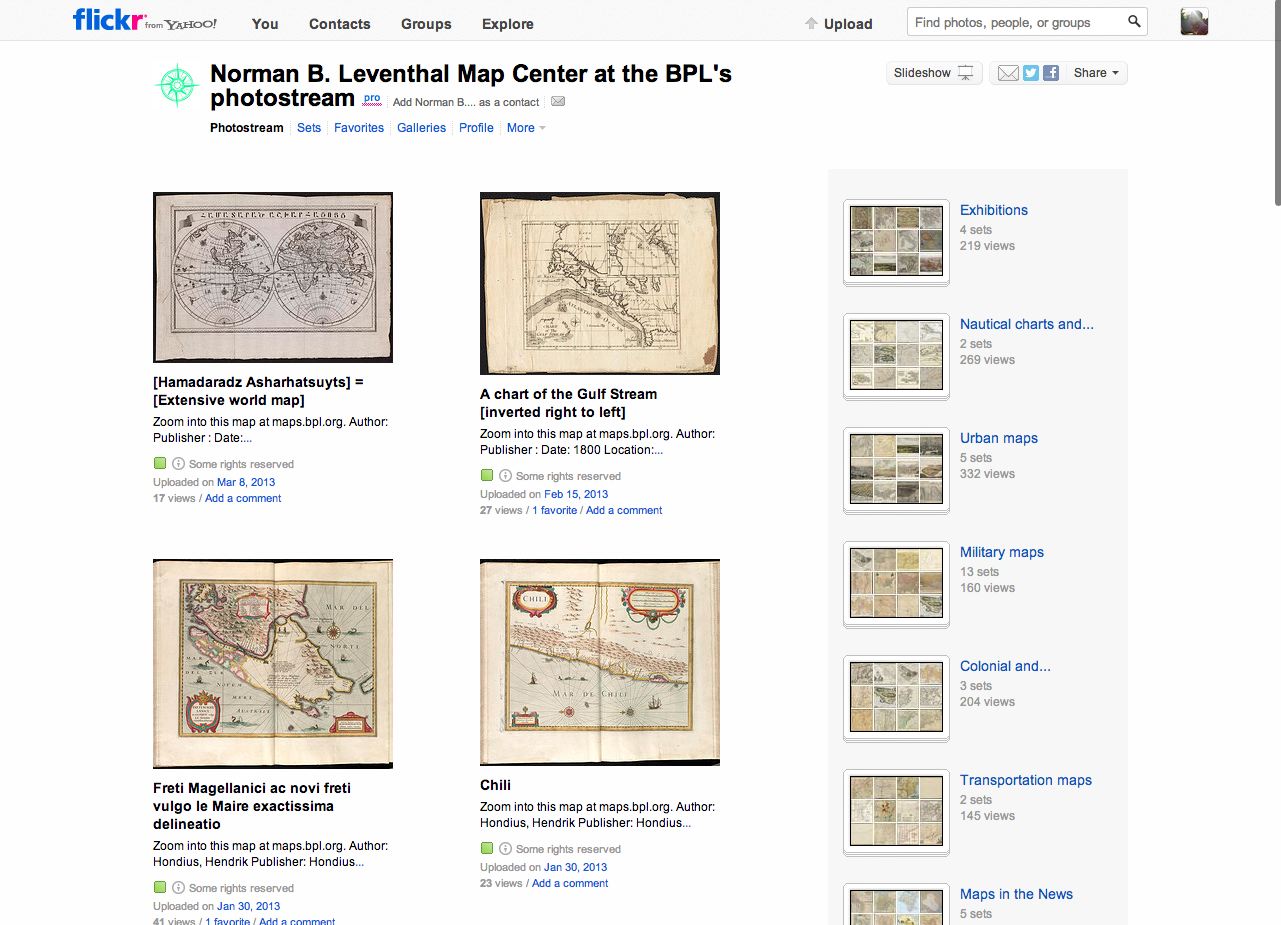 flickr from YAHOO!
You Contacts Groups Explore Upload Find photos, people, or groups
Norman B. Leventhal Map Center at the BPL's
photostream pro Add Norman B.... as a contact
Slideshow Share
Photostream Sets Favorites Galleries Profile More
[Hamadaradz Asharhatsuyts] =
[Extensive world map]
Zoom into this map at maps.bpl.org. Author:
Publisher : Date:...
Some rights reserved
Uploaded on Mar 8, 2013
17 views / Add a comment
A chart of the Gulf Stream
[inverted right to left]
Zoom into this map at maps.bpl.org. Author:
Publisher : Date: 1800 Location:...
Some rights reserved
Uploaded on Feb 15, 2013
27 views / 1 favorite / Add a comment
MAR DEL
NORT
Freti Magellanici ac novi freti
vulgo le Maire exactissima
delineatio
Zoom into this map at maps.bpl.org. Author:
Hondius, Hendrik Publisher: Hondius...
Some rights reserved
Uploaded on Jan 30, 2013
41 views / 1 favorite / Add a comment
CHILI
MAR DE CHILI
Chili
Zoom into this map at maps.bpl.org. Author:
Hondius, Hendrik Publisher: Hondius...
Some rights reserved
Uploaded on Jan 30, 2013
23 views / Add a comment
Exhibitions
4 sets
219 views
Nautical charts and...
2 sets
269 views
Urban maps
5 sets
332 views
Military maps
13 sets
160 views
Colonial and...
3 sets
204 views
Transportation maps
2 sets
145 views
Maps in the News
5 sets